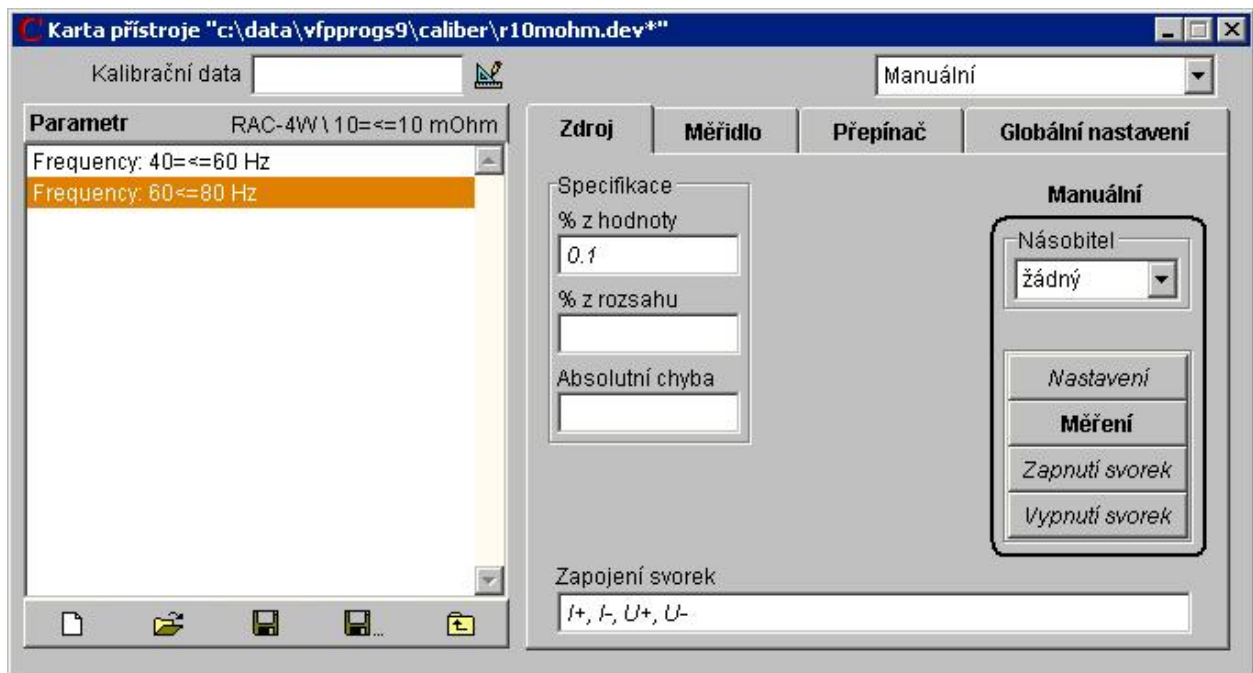 Karta přístroje "c:\data\vfpprogs9\caliber\r10mohm.dev*"
Kalibrační data
Manuální
Parametr RAC-4W \ 10=<=10 mOhm
Frequency: 40=<=60 Hz
Frequency: 60<=80 Hz
Zdroj Měřidlo Přepínač Globální nastavení
Specifikace
% z hodnoty
0.1
% z rozsahu
Absolutní chyba
Manuální
Násobitel
žádný
Nastavení
Měření
Zapnutí svorek
Vypnutí svorek
Zapojení svorek
I+, I-, U+, U-